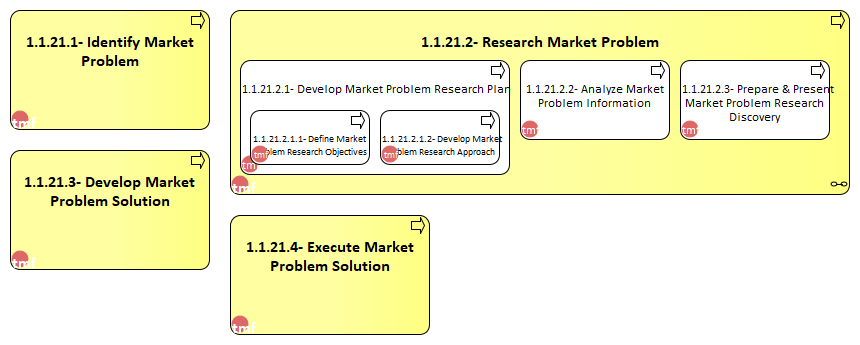 1.1.21.1- Identify Market
Problem
tmf
1.1.21.2- Research Market Problem
1.1.21.2.1- Develop Market Problem Research Plan
1.1.21.2.1.1- Define Market
Problem Research Objectives
tmf
1.1.21.2.1.2- Develop Market
Problem Research Approach
tmf
tmf
1.1.21.2.2- Analyze Market
Problem Information
tmf
1.1.21.2.3- Prepare & Present
Market Problem Research
Discovery
tmf
tmf
1.1.21.3- Develop Market
Problem Solution
tmf
1.1.21.4- Execute Market
Problem Solution
tmf